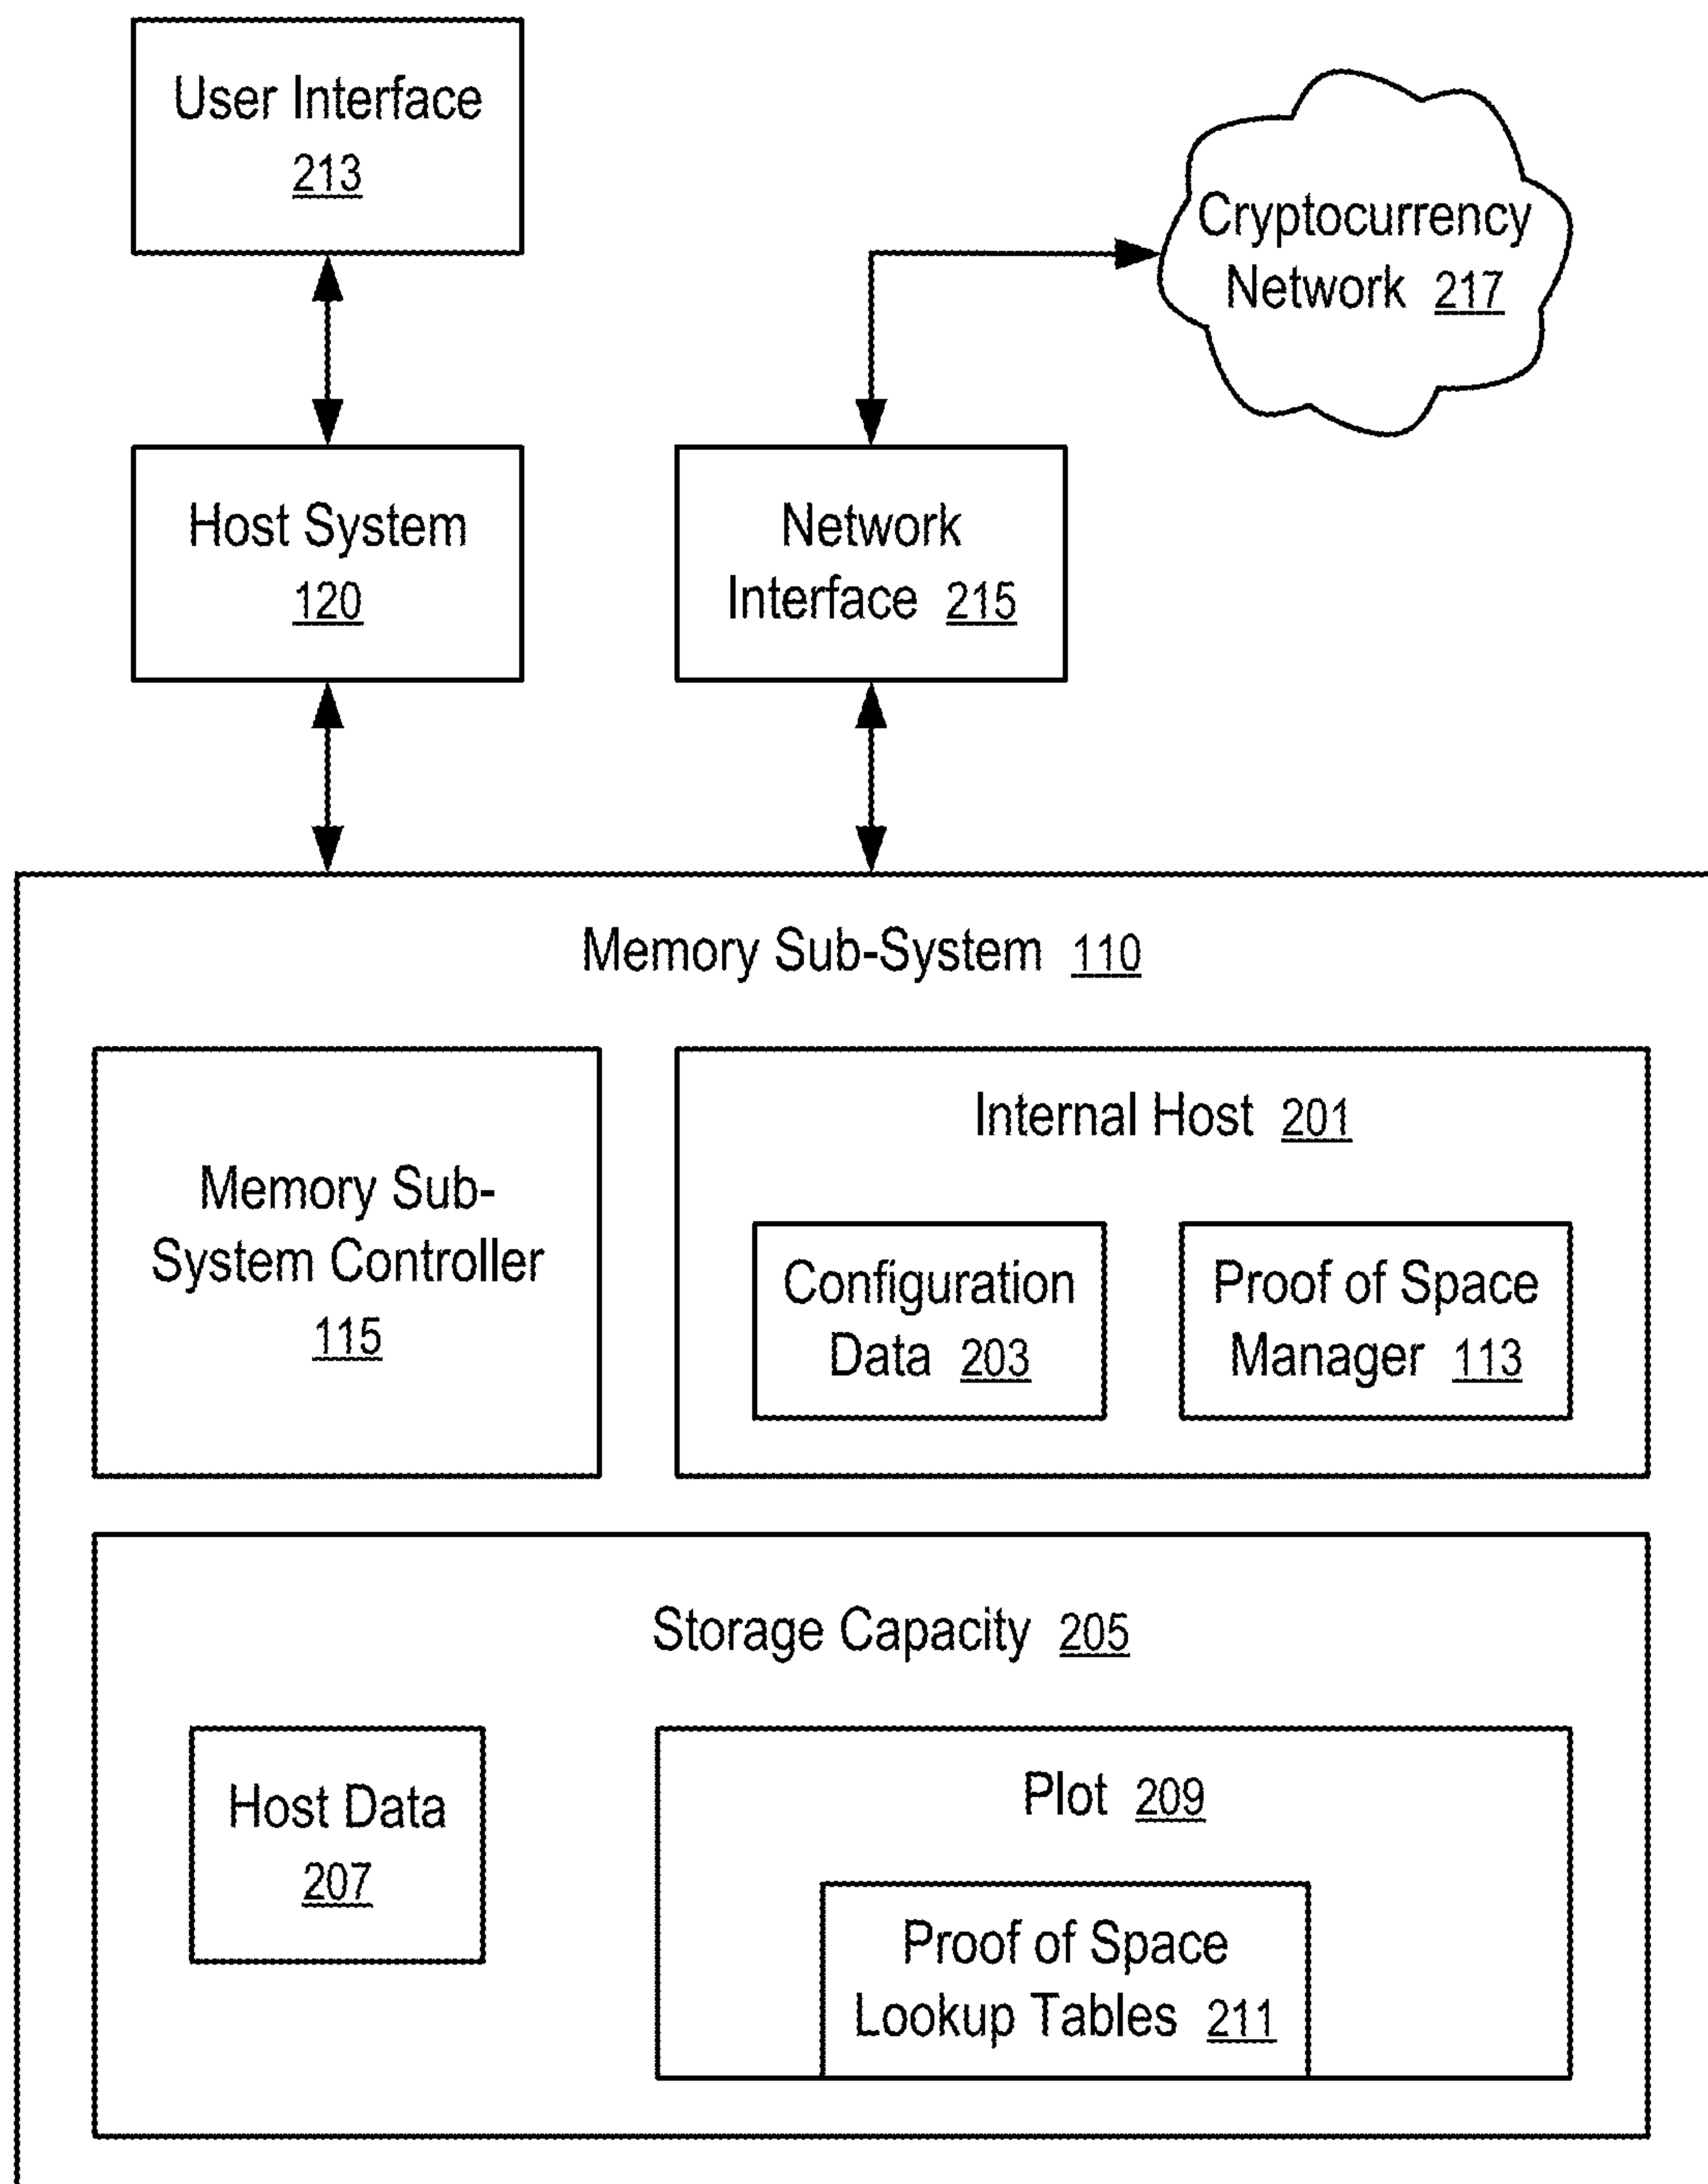 User Interface
213
Cryptocurrency
Network 217
Host System
120
Network
Interface 215
Memory Sub-System 110
Memory Sub-
System Controller
115
Internal Host 201
Configuration
Data 203
Proof of Space
Manager 113
Storage Capacity 205
Host Data
207
Plot 209
Proof of Space
Lookup Tables 211